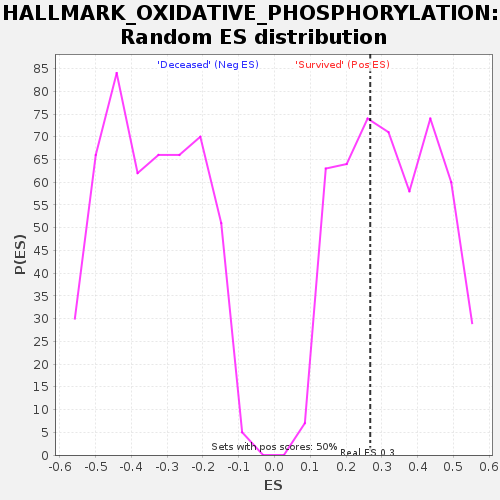 HALLMARK_OXIDATIVE_PHOSPHORYLATION:
Random ES distribution
'Deceased' (Neg ES) 'Survived' (Pos ES)
85
80
75
70
65
60
55
50
45
40
35
30
25
20
15
10
5
0
P(ES)
Sets with pos scores: 50%
Real ES 0.3
-0.6 -0.5 -0.4 -0.3 -0.2 -0.1 0.0 0.1 0.2 0.3 0.4 0.5 0.6
ES